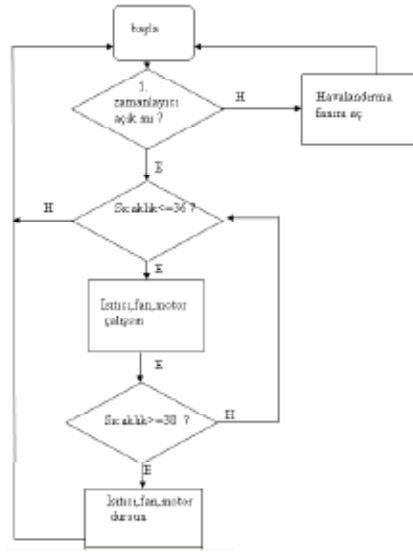 başla
1.
zamanlayıcı
açık mı ?
H
Havalandırma
fanını aç
E
Sıcaklık<=36 ?
H
E
Isıtıcı,fan,motor
çalışsın
E
Sıcaklık>=38 ?
H
E
Isıtıcı,fan,motor
dursun